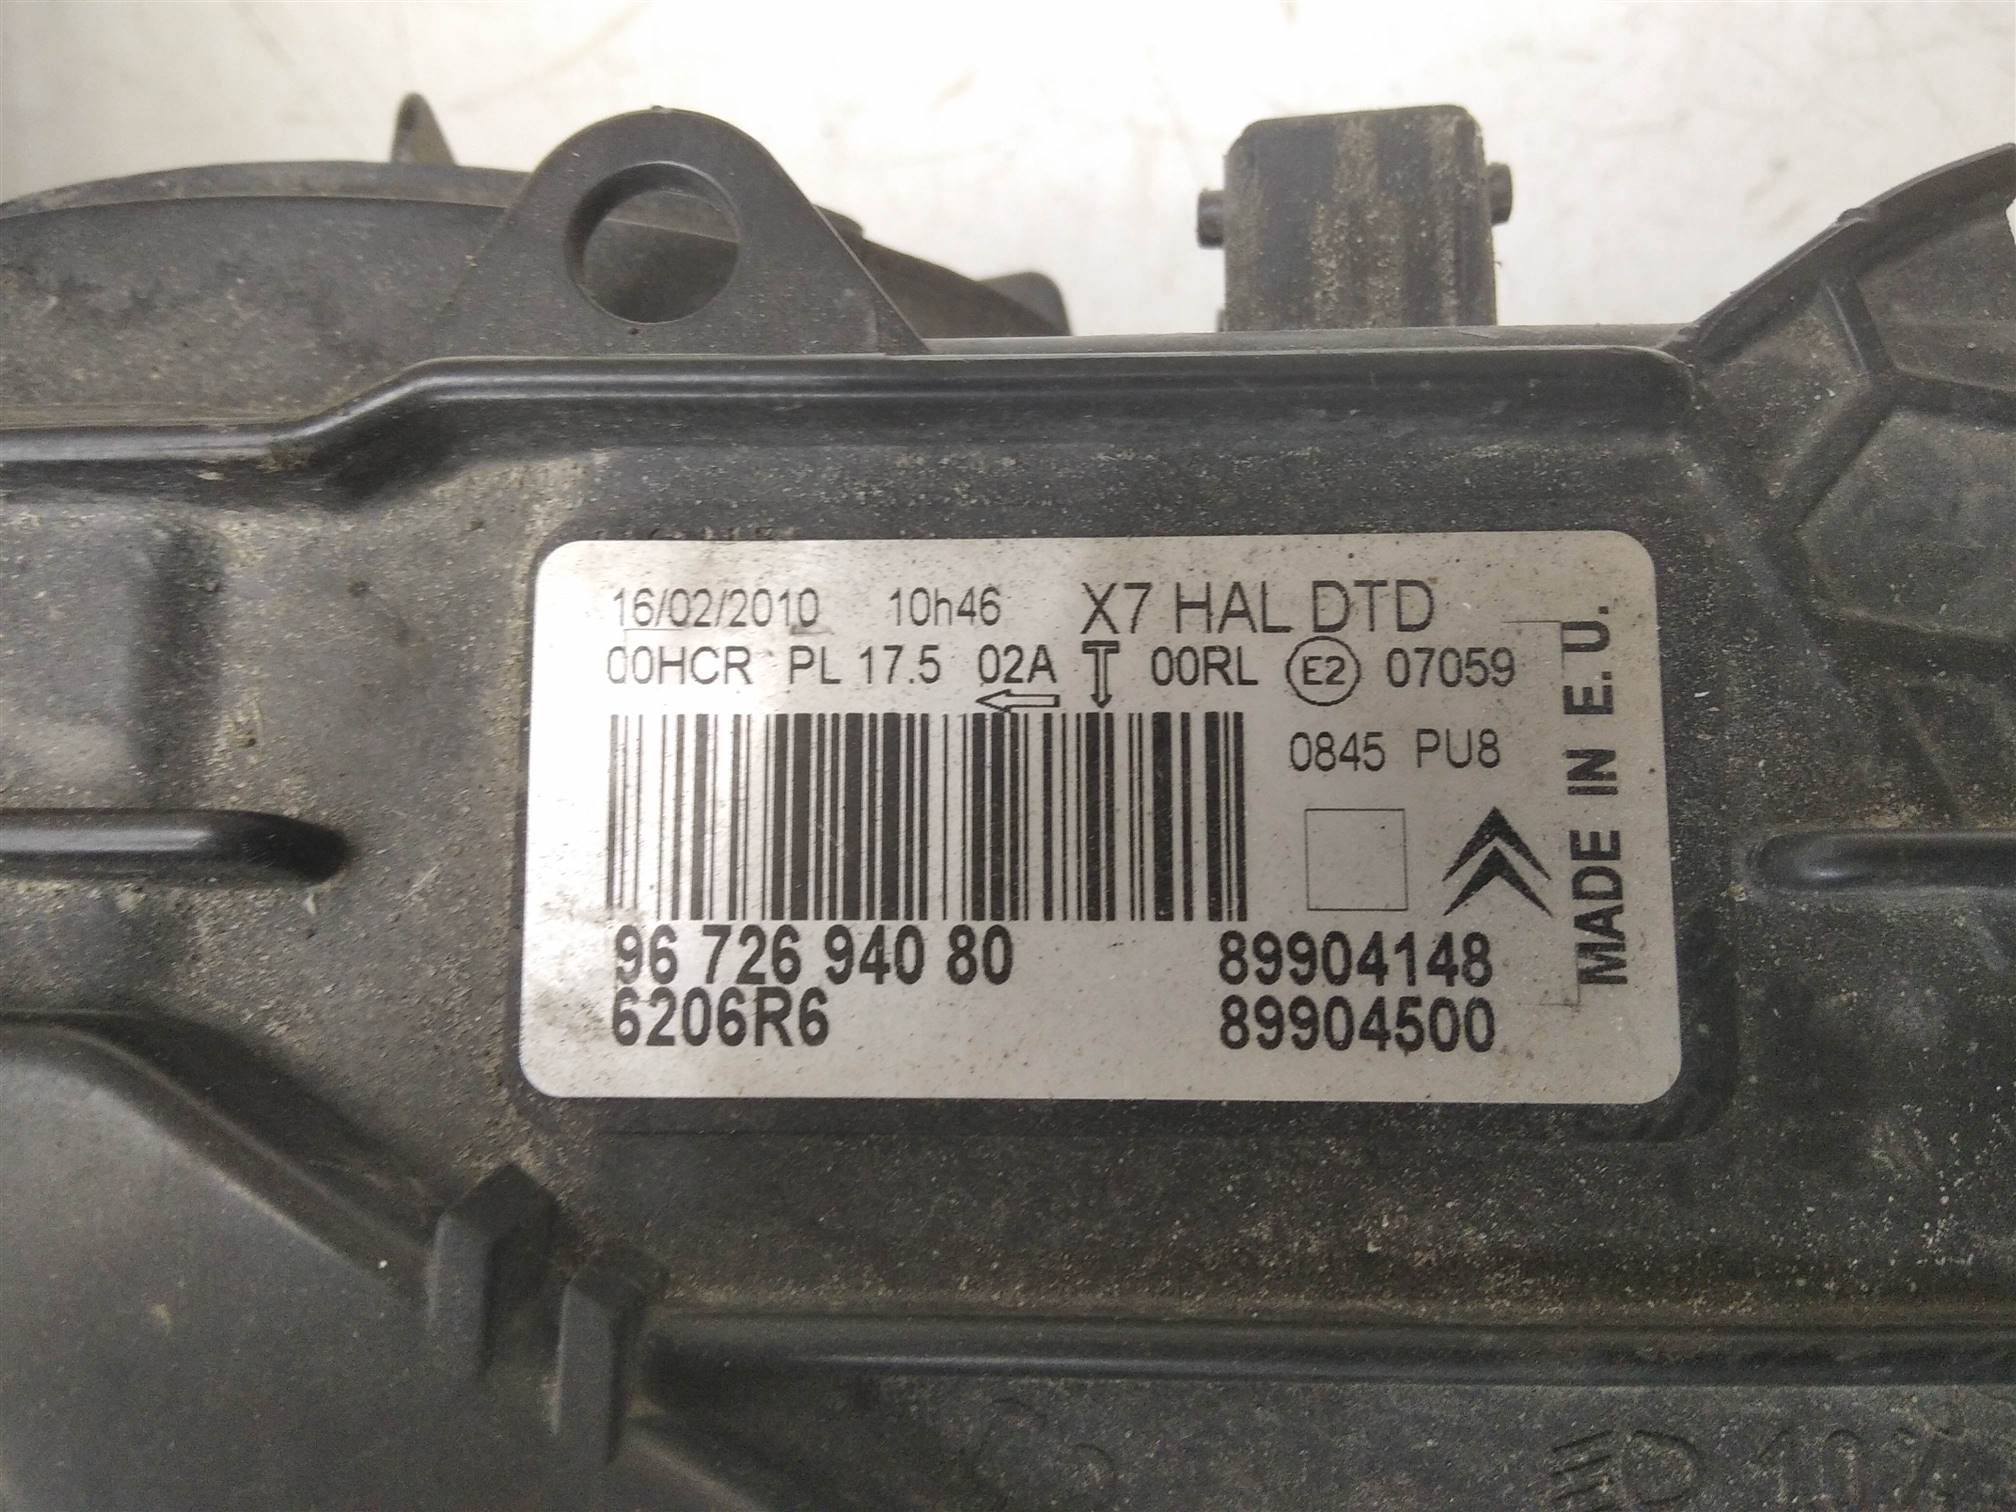 16/02/2010 10h46 X7 HAL DTD
00HCR PL 17.5 02A 00RL E2 07059
0845 PU8
MADE IN E.U.
96 726 940 80 89904148
6206R6 89904500